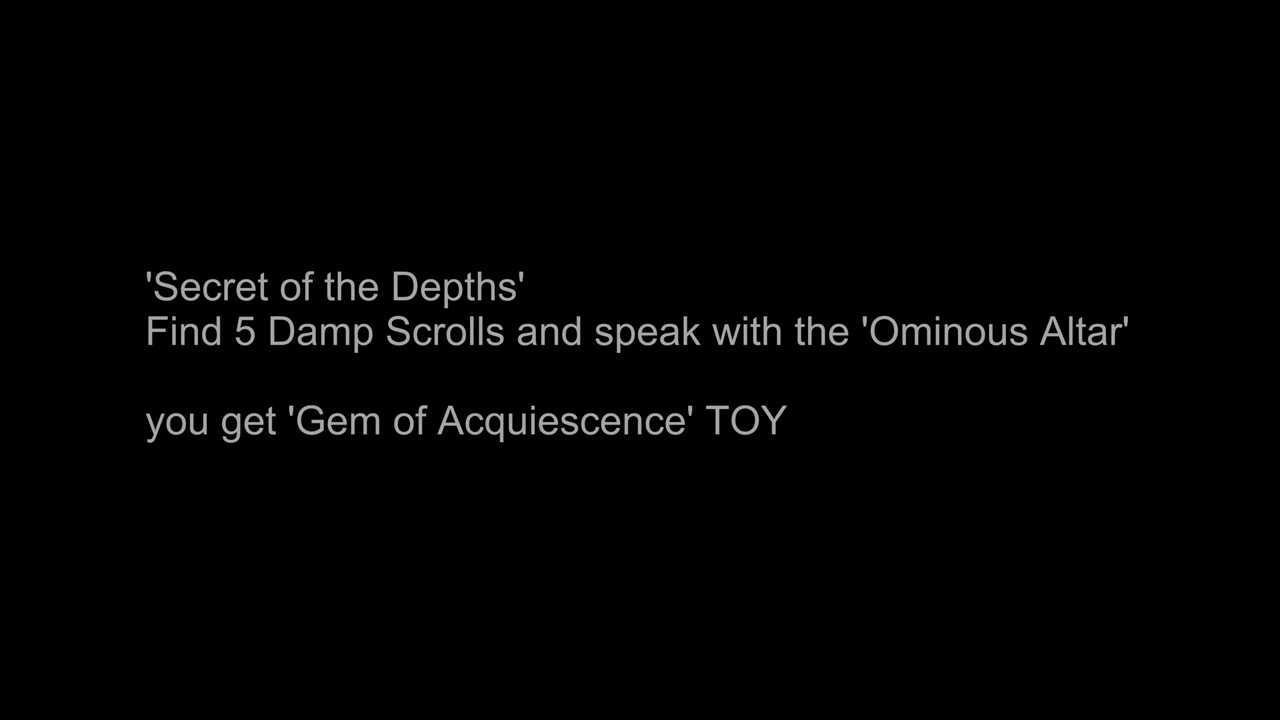 'Secret of the Depths'
Find 5 Damp Scrolls and speak with the 'Ominous Altar'
you get 'Gem of Acquiescence' TOY